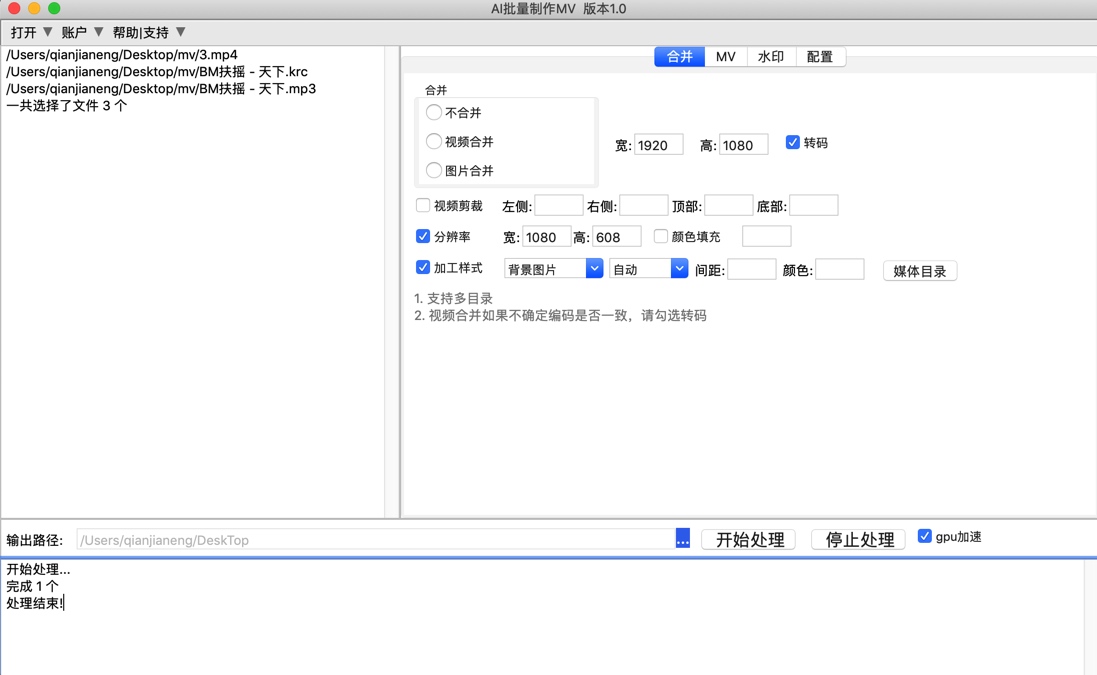 AI批量制作MV 版本1.0
打开 账户 帮助|支持
/Users/qianjianeng/Desktop/mv/3.mp4
/Users/qianjianeng/Desktop/mv/BM扶摇 - 天下.krc
/Users/qianjianeng/Desktop/mv/BM扶摇 - 天下.mp3
一共选择了文件 3 个
合并 MV 水印 配置
合并
不合并
视频合并
图片合并
宽: 1920 高: 1080 转码
视频剪裁 左侧: 右侧: 顶部: 底部:
分辨率 宽: 1080 高: 608 颜色填充
加工样式 背景图片 自动 间距: 颜色: 媒体目录
1. 支持多目录
2. 视频合并如果不确定编码是否一致，请勾选转码
输出路径: /Users/qianjianeng/DeskTop ... 开始处理 停止处理 gpu加速
开始处理...
完成 1 个
处理结束!